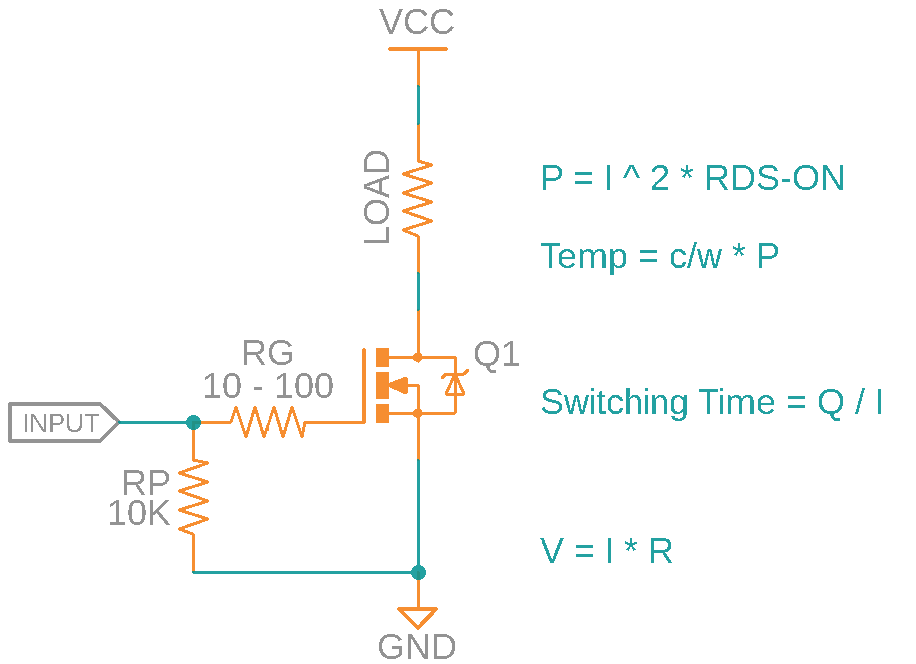 VCC
LOAD
P = I ^ 2 * RDS-ON
Temp = c/w * P
RG
10 - 100
Q1
Switching Time = Q / I
INPUT
RP
10K
V = I * R
GND